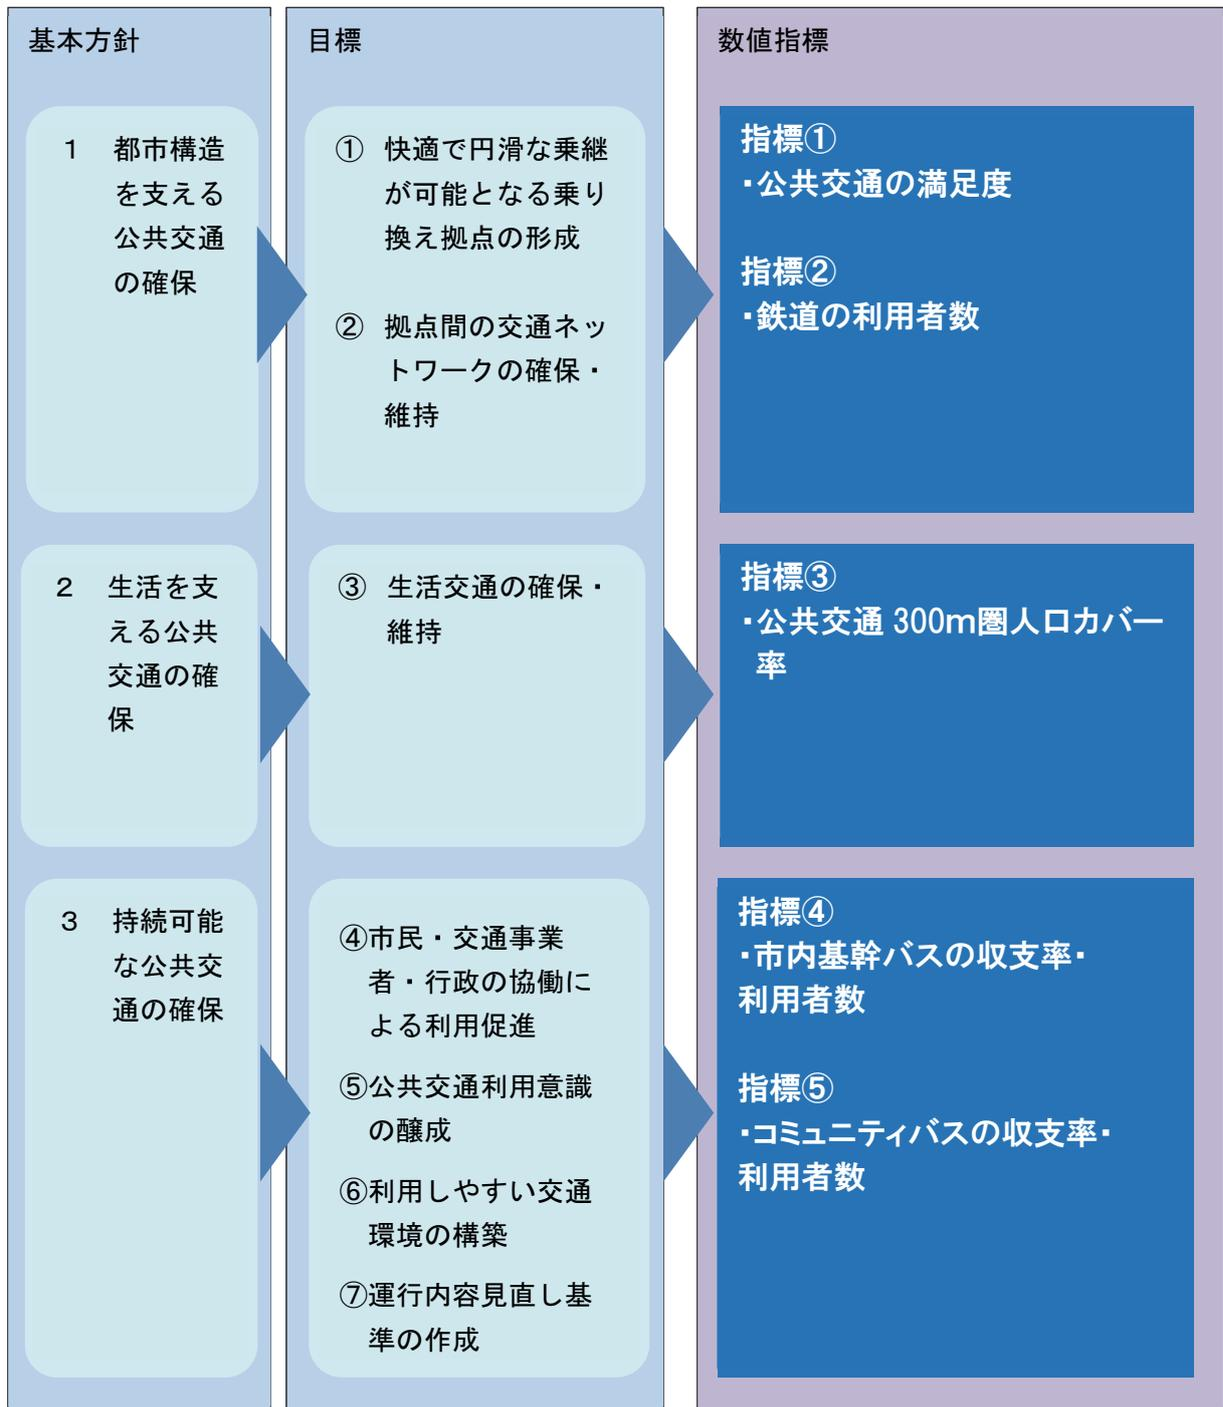 基本方針
目標
数値指標
1 都市構造
を支える
公共交通
の確保
① 快適で円滑な乗継
が可能となる乗り
換え拠点の形成
② 拠点間の交通ネッ
トワークの確保・
維持
指標①
・公共交通の満足度
指標②
・鉄道の利用者数
2 生活を支
える公共
交通の確
保
③ 生活交通の確保・
維持
指標③
・公共交通 300m圏人口カバー
率
3 持続可能
な公共交
通の確保
④市民・交通事業
者・行政の協働に
よる利用促進
⑤公共交通利用意識
の醸成
⑥利用しやすい交通
環境の構築
⑦運行内容見直し基
準の作成
指標④
・市内基幹バスの収支率・
利用者数
指標⑤
・コミュニティバスの収支率・
利用者数